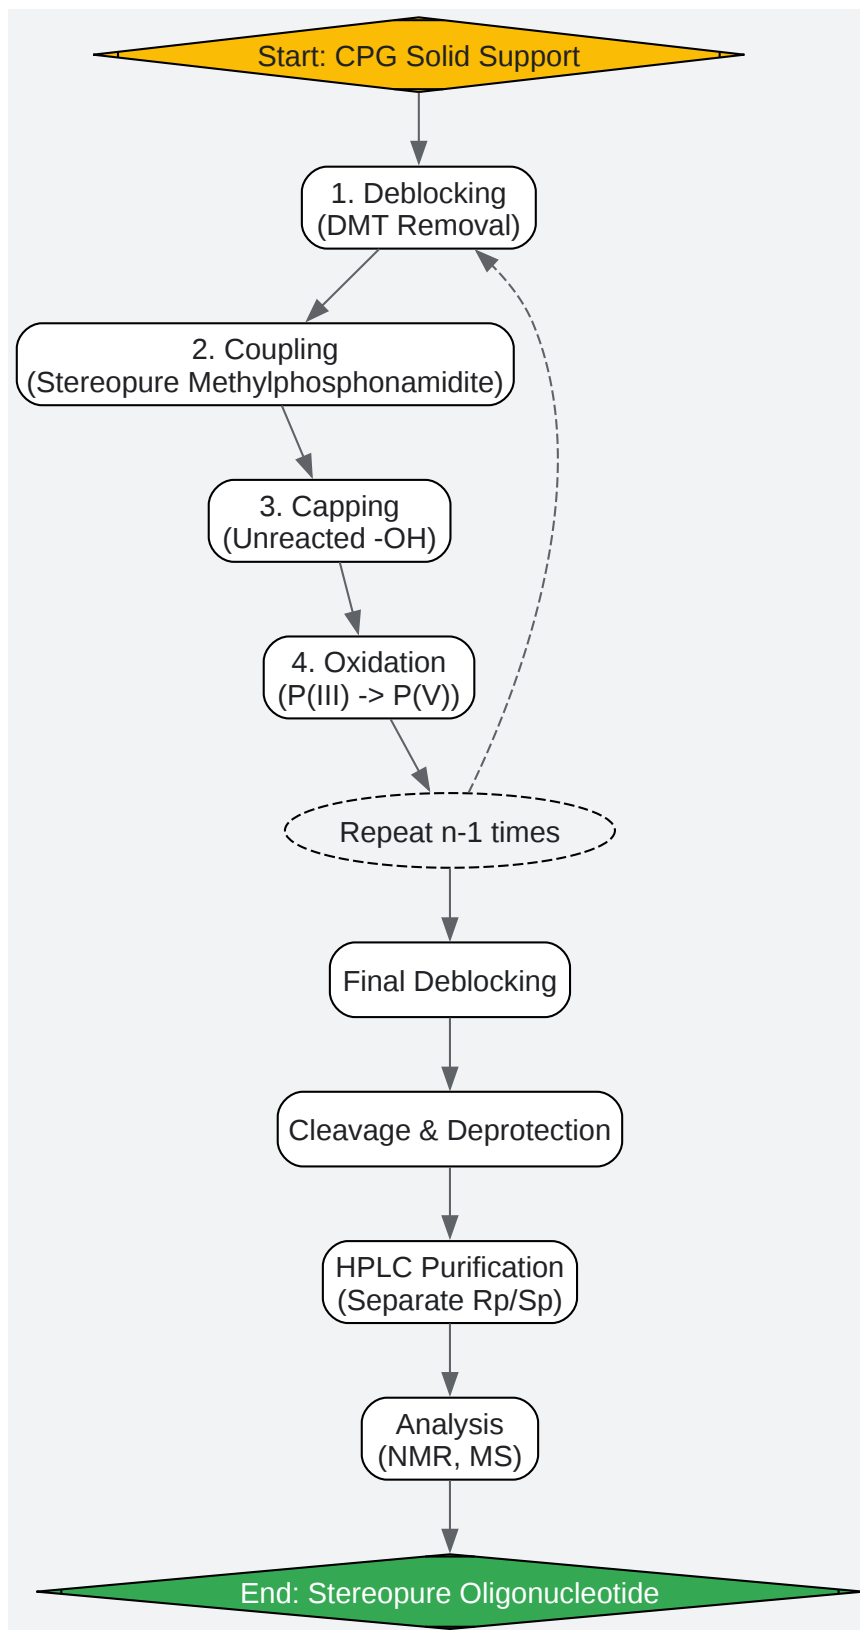 Start: CPG Solid Support
1. Deblocking
(DMT Removal)
2. Coupling
(Stereopure Methylphosphonamidite)
3. Capping
(Unreacted -OH)
4. Oxidation
(P(III) -> P(V))
Repeat n-1 times
Final Deblocking
Cleavage & Deprotection
HPLC Purification
(Separate Rp/Sp)
Analysis
(NMR, MS)
End: Stereopure Oligonucleotide